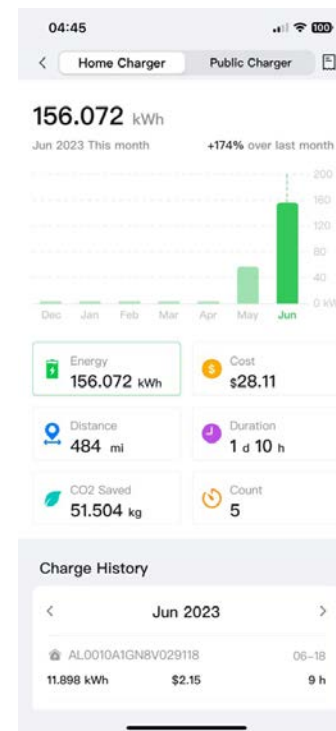 04:45
Home Charger Public Charger
156.072 kWh
Jun 2023 This month +174% over last month
200
160
120
80
40
0 kW
Dec Jan Feb Mar Apr May Jun
Energy
156.072 kWh
Cost
$28.11
Distance
484 mi
Duration
1 d 10 h
CO2 Saved
51.504 kg
Count
5
Charge History
Jun 2023
AL0010A1GN8V029118 06-18
11.898 kWh $2.15 9 h